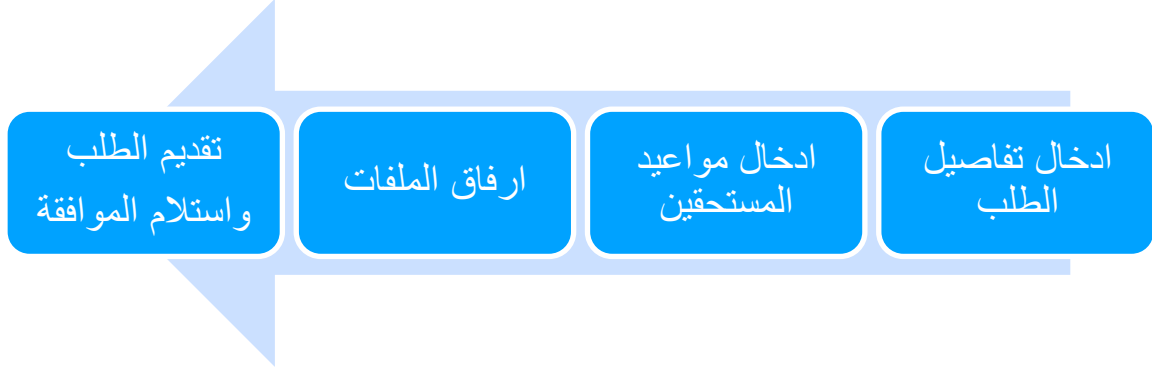 ادخال تفاصيل
الطلب
ادخال مواعيد
المستحقين
ارفاق الملفات
تقديم الطلب
واستلام الموافقة